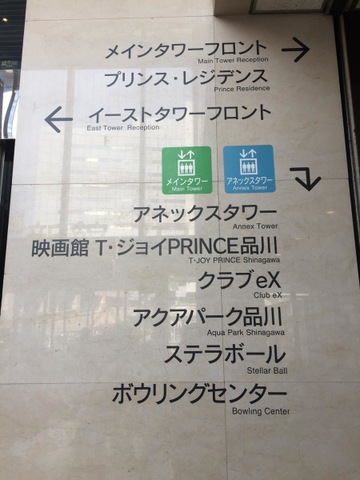 メインタワーフロント
Main Tower Reception
プリンス・レジデンス
Prince Residence
イーストタワーフロント
East Tower Reception
メインタワー
Main Tower
アネックスタワー
Annex Tower
アネックスタワー
Annex Tower
映画館 T・ジョイPRINCE品川
T・JOY PRINCE Shinagawa
クラブeX
Club eX
アクアパーク品川
Aqua Park Shinagawa
ステラボール
Stellar Ball
ボウリングセンター
Bowling Center